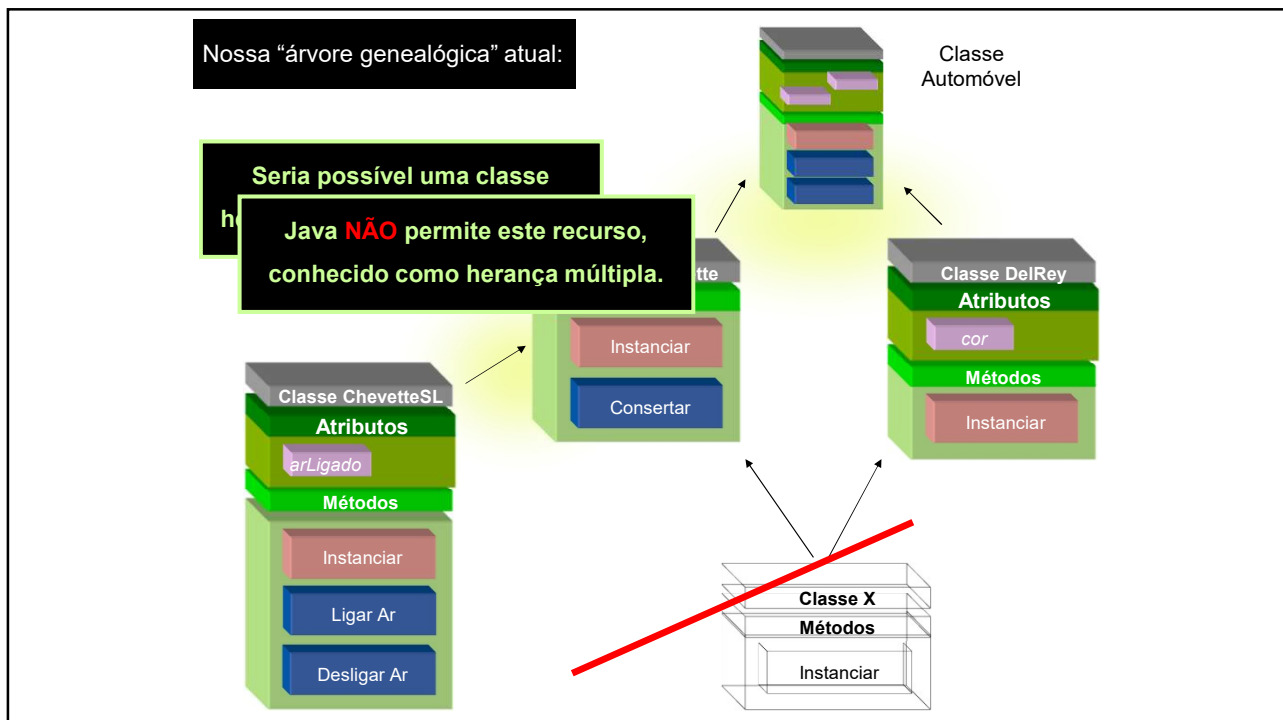 Nossa “árvore genealógica” atual:
Classe
Automóvel
Seria possível uma classe
Java NÃO permite este recurso,
conhecido como herança múltipla.
Instanciar
Consertar
Classe DelRey
Atributos
cor
Métodos
Instanciar
Classe ChevetteSL
Atributos
arLigado
Métodos
Instanciar
Ligar Ar
Desligar Ar
Classe X
Métodos
Instanciar